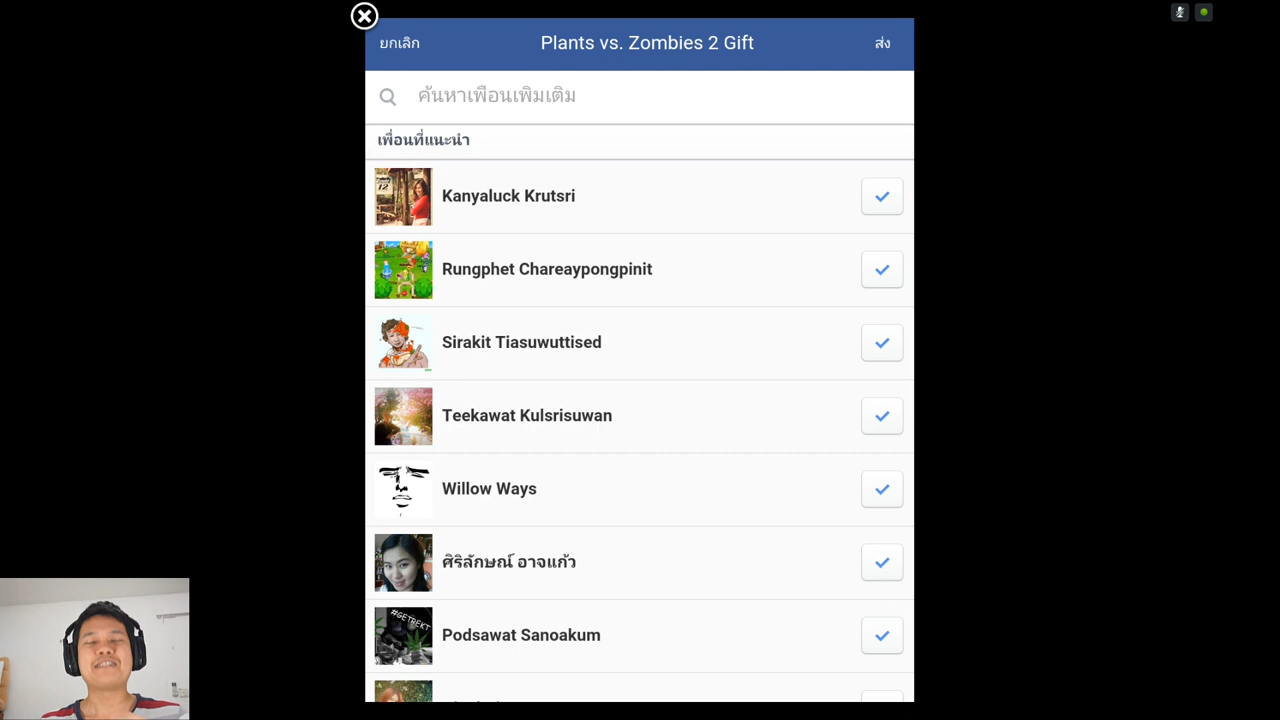 ยกเลิก Plants vs. Zombies 2 Gift ส่ง
ค้นหาเพื่อนเพิ่มเติม
เพื่อนที่แนะนำ
Kanyaluck Krutsri
Rungphet Chareaypongpinit
Sirakit Tiasuwuttised
Teekawat Kulsrisuwan
Willow Ways
ศิริลักษณ์ อาจแก้ว
#GETREKT
Podsawat Sanoakum